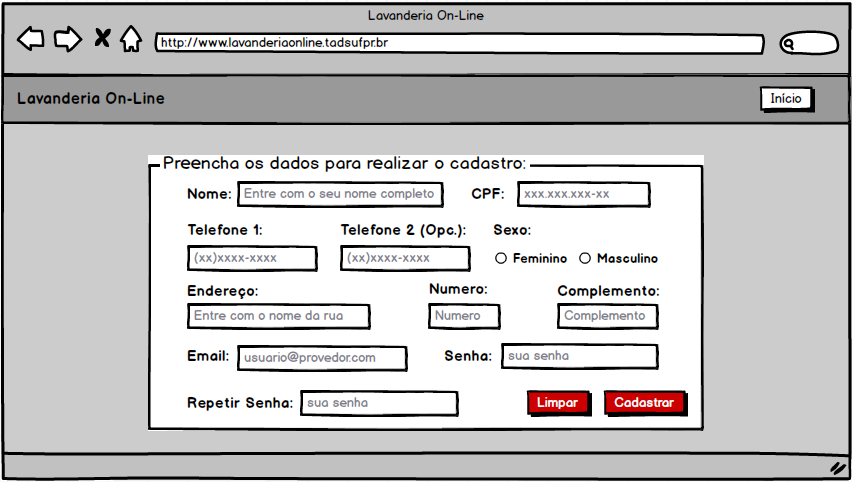 Lavanderia On-Line
http://www.lavanderiaonline.tadsufpr.br
Lavanderia On-Line
Início
Preencha os dados para realizar o cadastro:
Nome: Entre com o seu nome completo CPF: xxx.xxx.xxx-xx
Telefone 1: Telefone 2 (Opc.): Sexo:
(xx)xxxx-xxxx (xx)xxxx-xxxx Feminino Masculino
Endereço: Numero: Complemento:
Entre com o nome da rua Numero Complemento
Email: usuario@provedor.com Senha: sua senha
Repetir Senha: sua senha Limpar Cadastrar